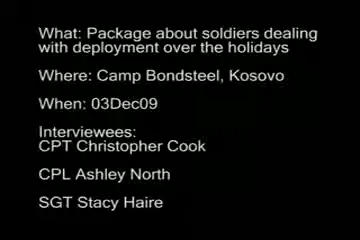 What: Package about soldiers dealing
with deployment over the holidays
Where: Camp Bondsteel, Kosovo
When: 03Dec09
Interviewees:
CPT Christopher Cook
CPL Ashley North
SGT Stacy Haire